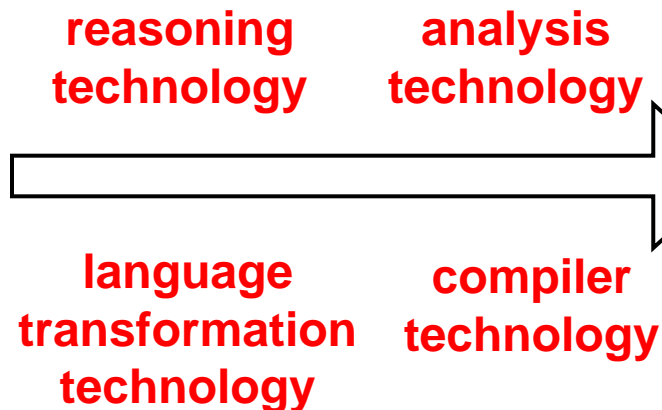 reasoning
technology
analysis
technology
language
transformation
technology
compiler
technology